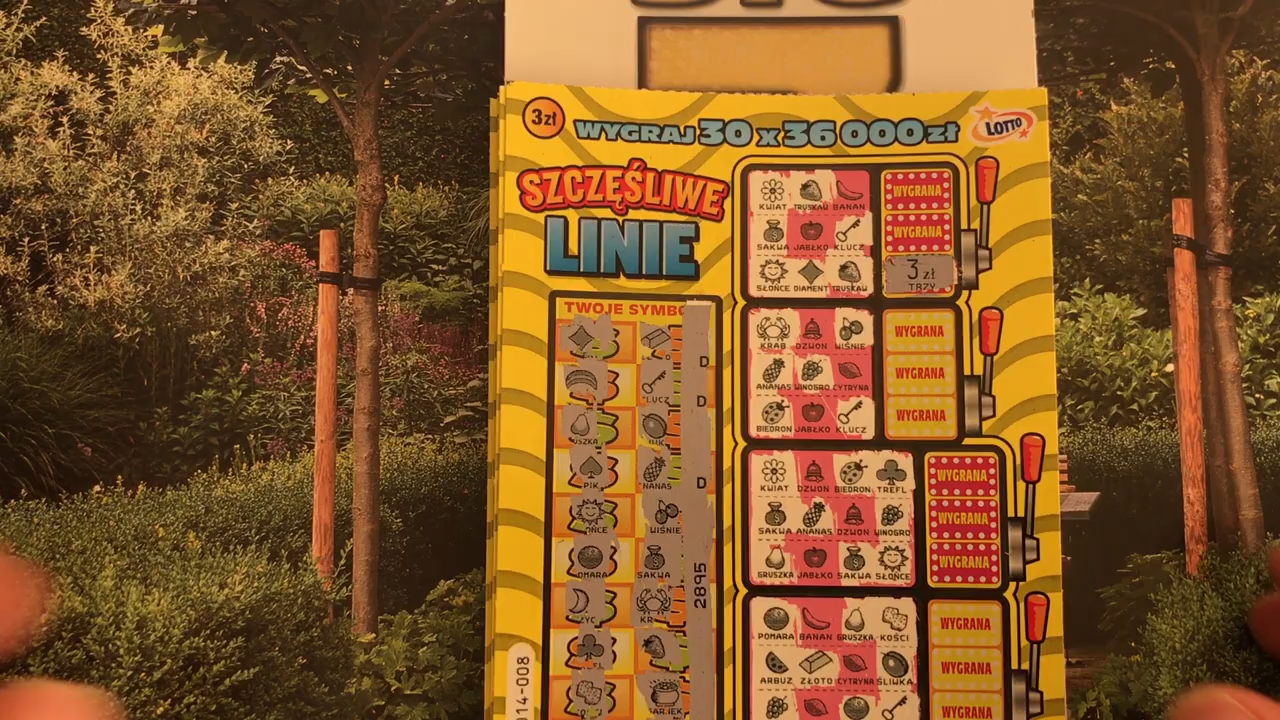 3zł
WYGRAJ 30 x 36 000 zł
LOTTO
SZCZĘŚLIWE
LINIE
TWOJE SYMBO
D
KLUCZ
D
PIK
D
WIŚNIE
SAKWA
2895
014-008
KWIAT TRUSKAW BANAN
SAKWA JABŁKO KLUCZ
SŁOŃCE DIAMENT TRUSKAW
WYGRANA
WYGRANA
3 zł
TRZY
KRAB DZWON WIŚNIE
ANANAS WINOGRO CYTRYNA
BIEDRON JABŁKO KLUCZ
WYGRANA
WYGRANA
WYGRANA
KWIAT DZWON BIEDRON TREFL
SAKWA ANANAS DZWON WINOGRO
GRUSZKA JABŁKO SAKWA SŁOŃCE
WYGRANA
WYGRANA
WYGRANA
POMARA BANAN GRUSZKA KOŚCI
ARBUZ ZŁOTO CYTRYNA ŚLIWKA
WYGRANA
WYGRANA
WYGRANA